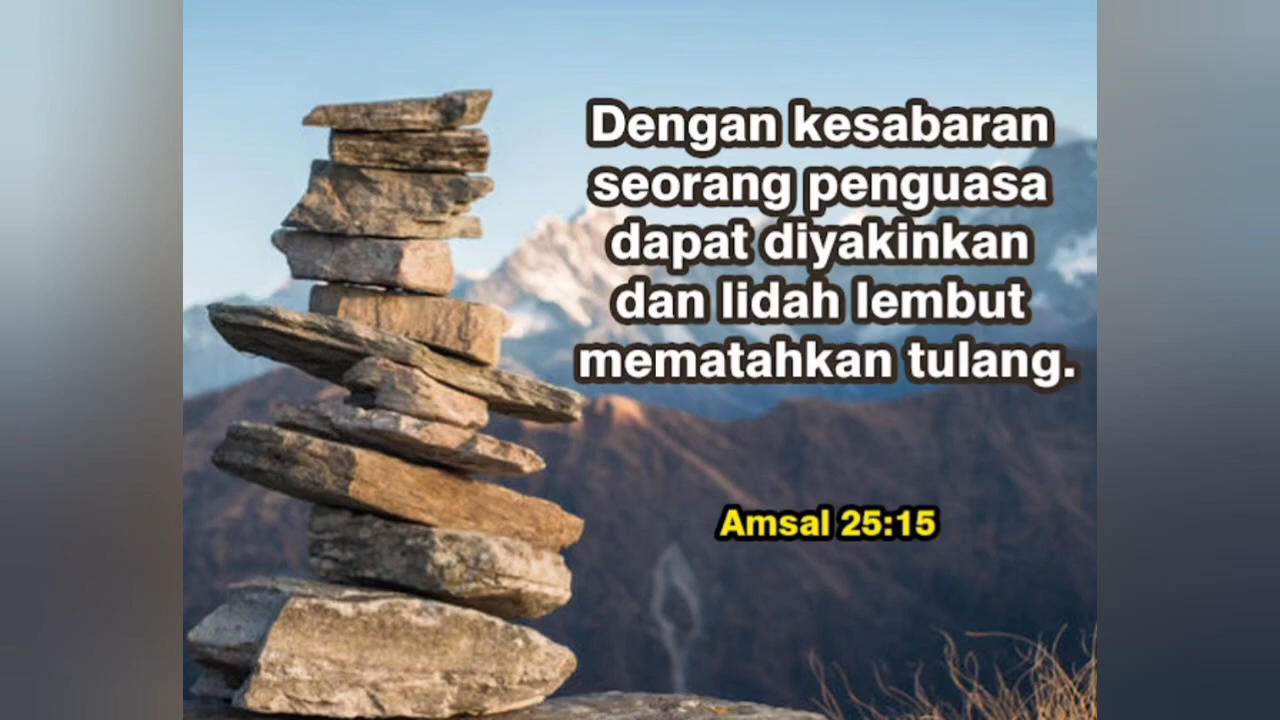 Dengan kesabaran
seorang penguasa
dapat diyakinkan
dan lidah lembut
mematahkan tulang.
Amsal 25:15